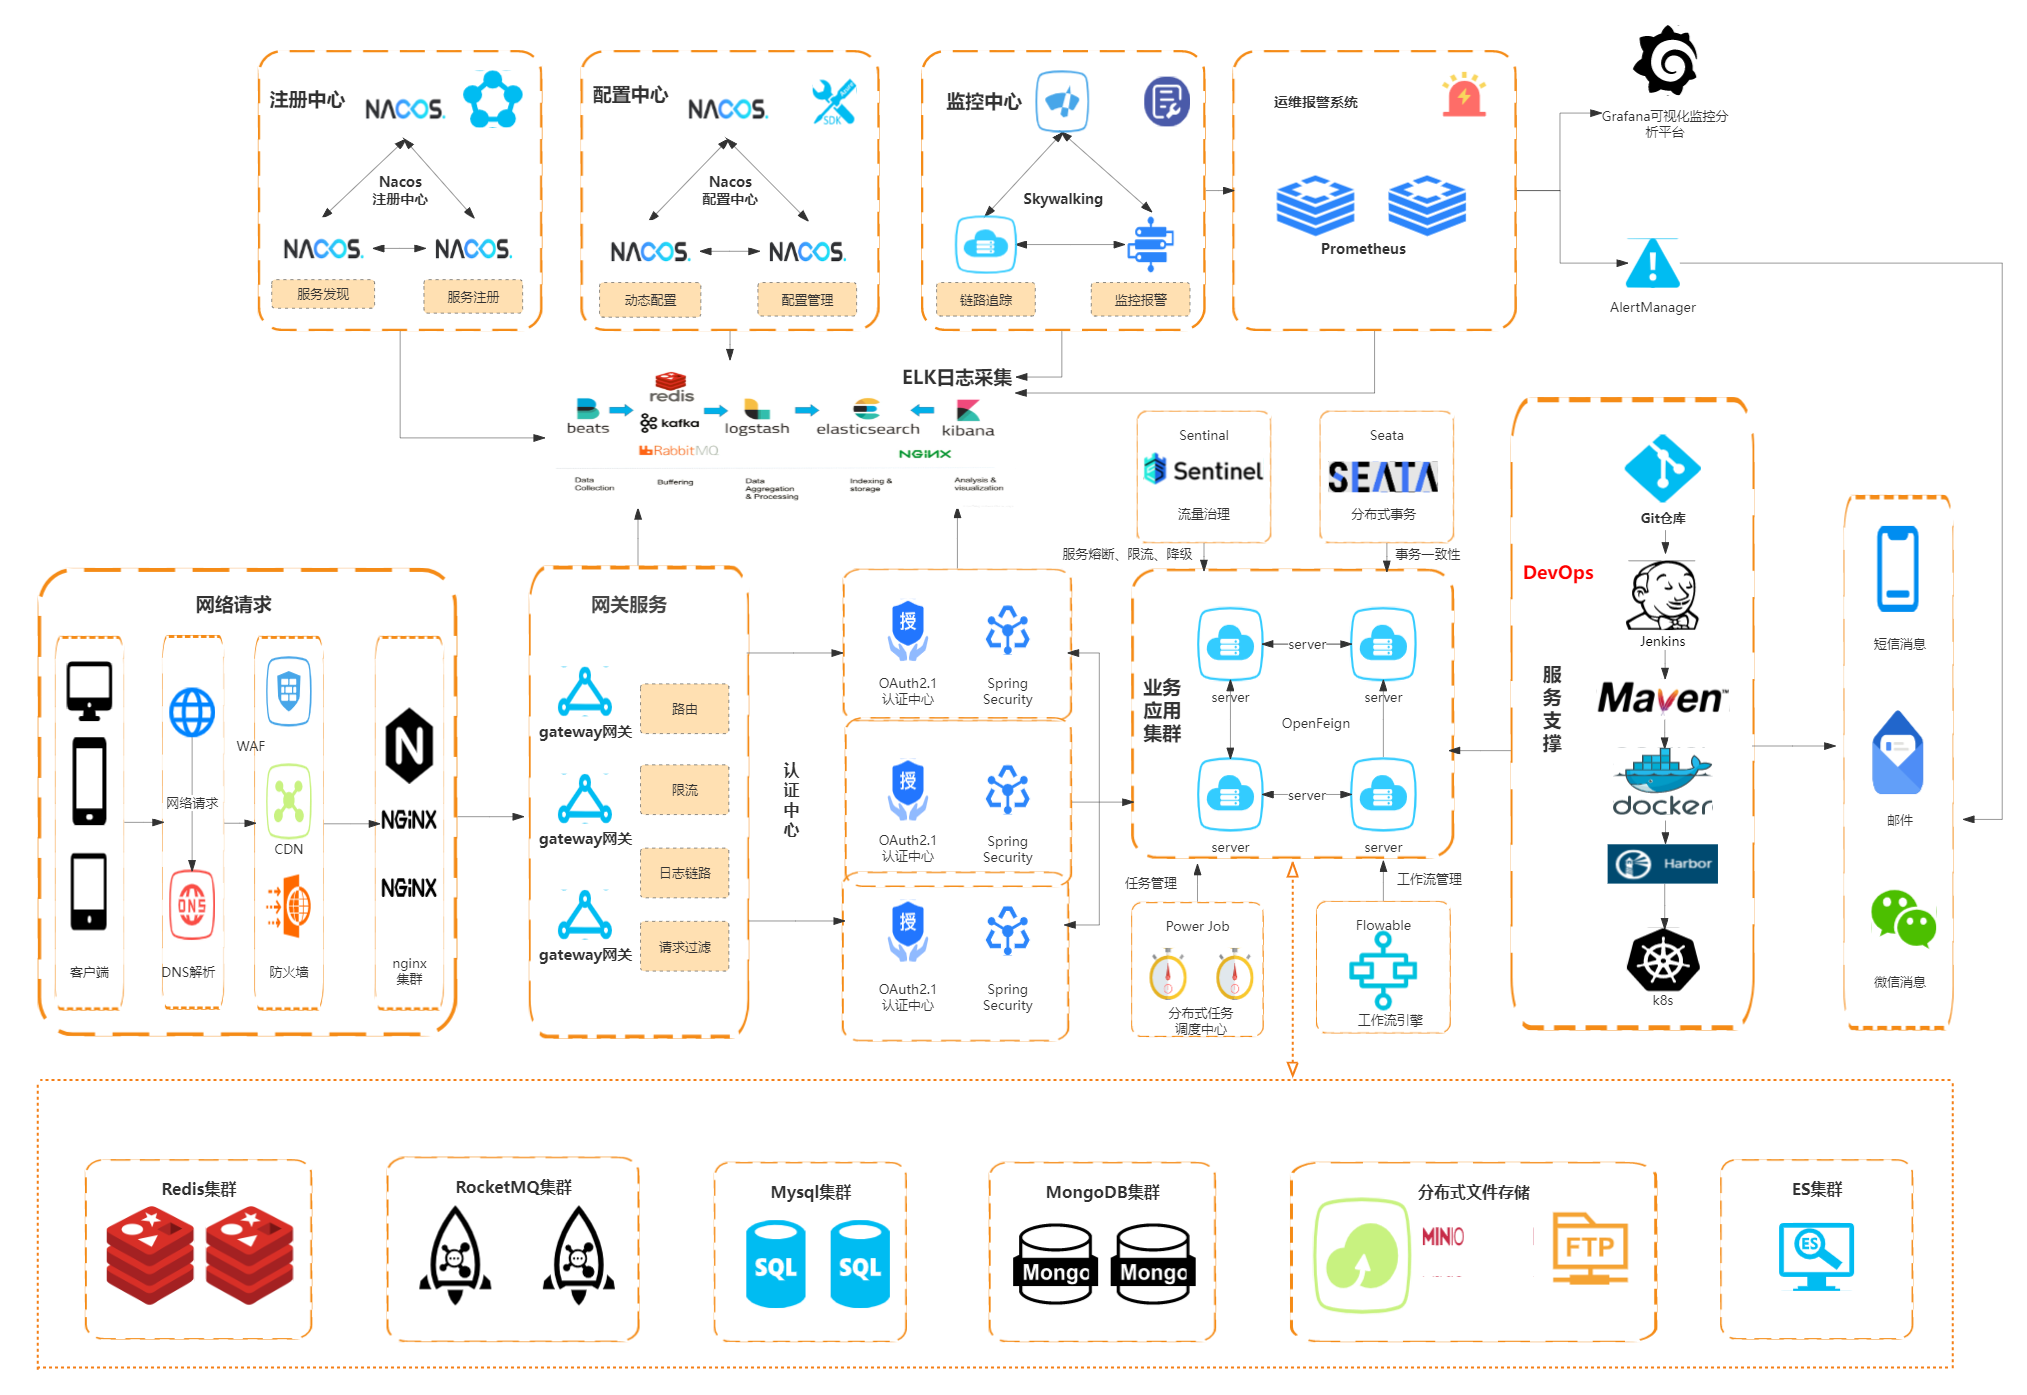 注册中心
NACOS.
Nacos
注册中心
NACOS.
NACOS.
服务发现
服务注册
配置中心
NACOS.
SDK
Nacos
配置中心
NACOS.
NACOS.
动态配置
配置管理
监控中心
Skywalking
链路追踪
监控报警
运维报警系统
Prometheus
Grafana可视化监控分
析平台
AlertManager
ELK日志采集
beats
redis
kafka
RabbitMQ
logstash
elasticsearch
kibana
NGINX
Data
Collection
Buffering
Data
Aggregation
& Processing
Indexing &
storage
Analysis &
visualization
Sentinal
Sentinel
流量治理
服务熔断、限流、降级
Seata
SEATA
分布式事务
事务一致性
网络请求
客户端
网络请求
DNS
DNS解析
WAF
CDN
防火墙
N
NGINX
NGINX
nginx
集群
网关服务
gateway网关
gateway网关
gateway网关
路由
限流
日志链路
请求过滤
认
证
中
心
授
OAuth2.1
认证中心
Spring
Security
授
OAuth2.1
认证中心
Spring
Security
授
OAuth2.1
认证中心
Spring
Security
业务
应用
集群
server
server
server
OpenFeign
server
server
server
任务管理
Power Job
分布式任务
调度中心
工作流管理
Flowable
工作流引擎
DevOps
服
务
支
撑
Git仓库
Jenkins
Maven™
docker
Harbor
k8s
短信消息
邮件
微信消息
Redis集群
RocketMQ集群
Mysql集群
SQL
SQL
MongoDB集群
Mongo
Mongo
分布式文件存储
MINIO
FTP
ES集群
ES